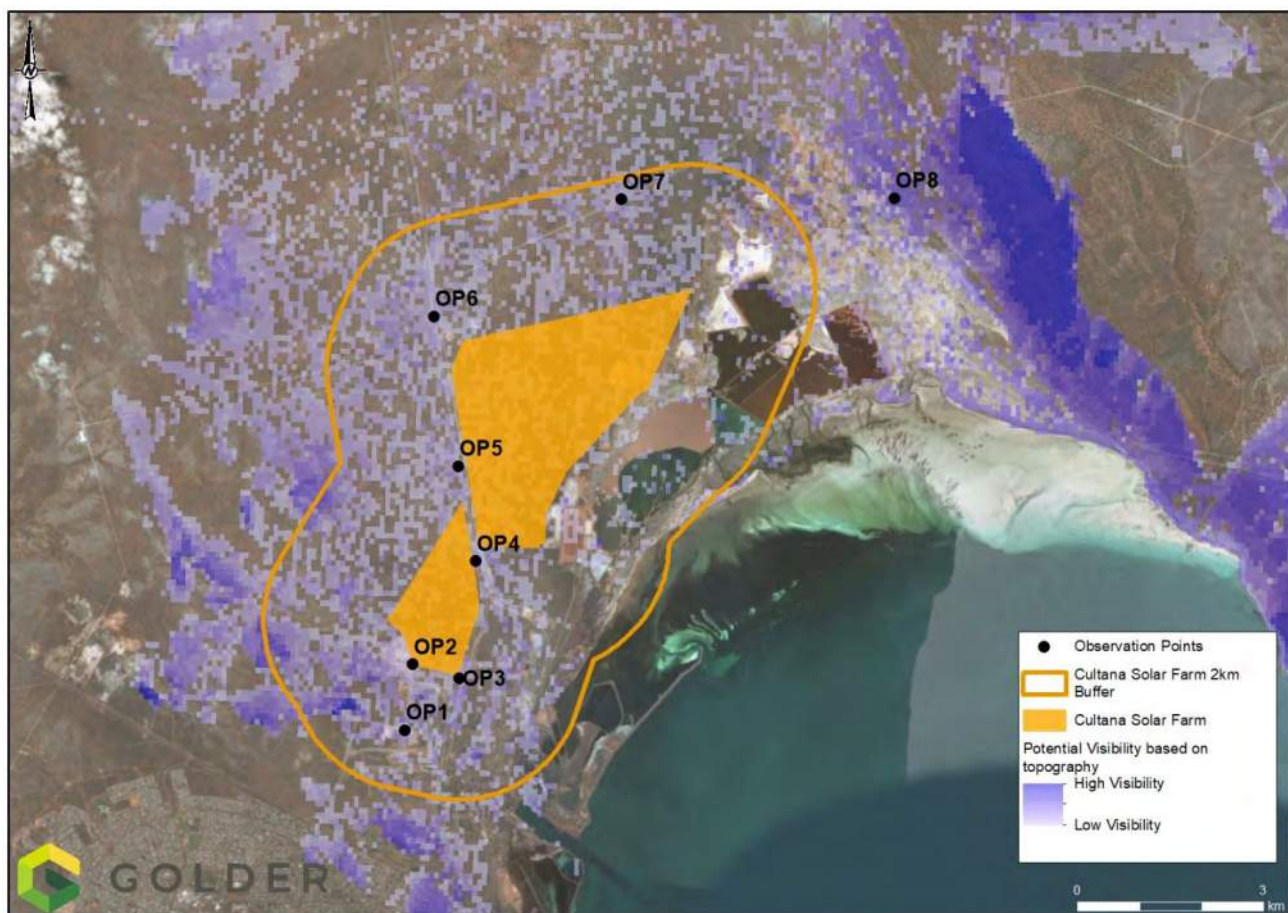 N
OP7
OP8
OP6
OP5
OP4
OP2
OP3
OP1
Observation Points
Cultana Solar Farm 2km
Buffer
Cultana Solar Farm
Potential Visibility based on
topography
High Visibility
Low Visibility
GOLDER
0 3
km